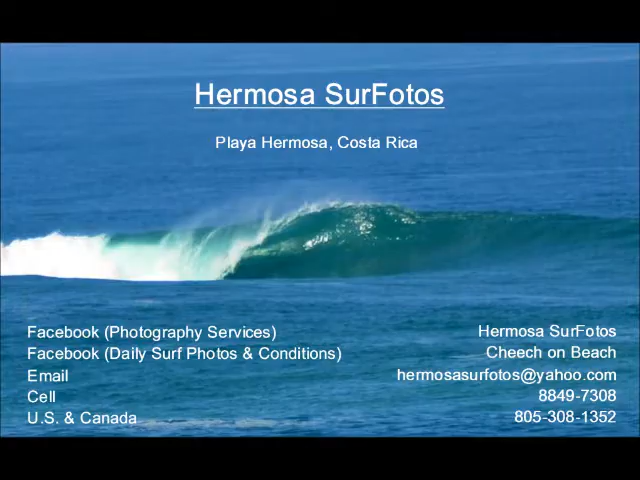 Hermosa SurFotos
Playa Hermosa, Costa Rica
Facebook (Photography Services) Hermosa SurFotos
Facebook (Daily Surf Photos & Conditions) Cheech on Beach
Email hermosasurfotos@yahoo.com
Cell 8849-7308
U.S. & Canada 805-308-1352